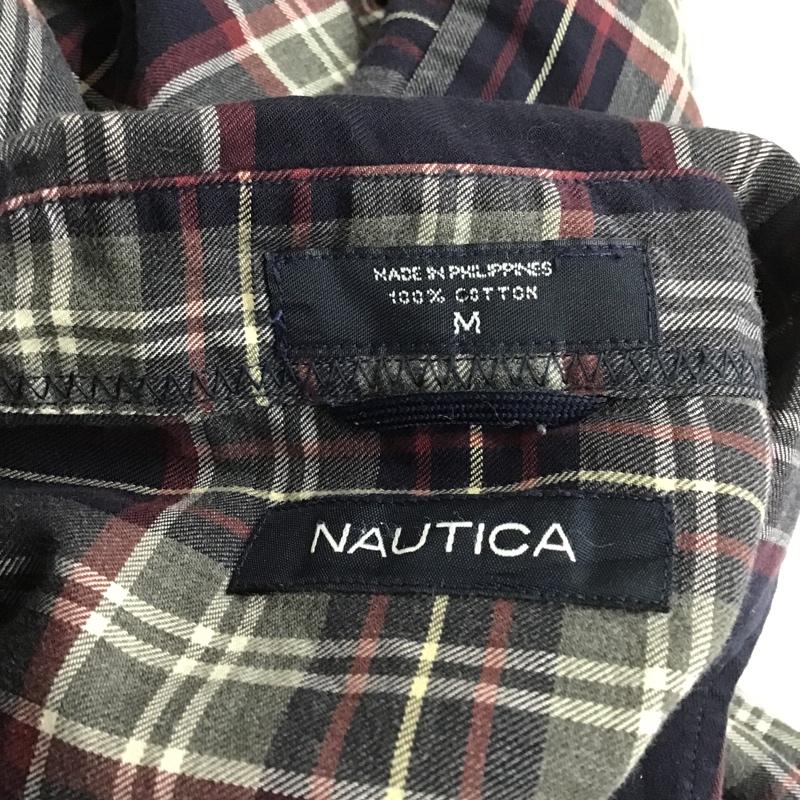 MADE IN PHILIPPINES
100% COTTON
M
NAUTICA